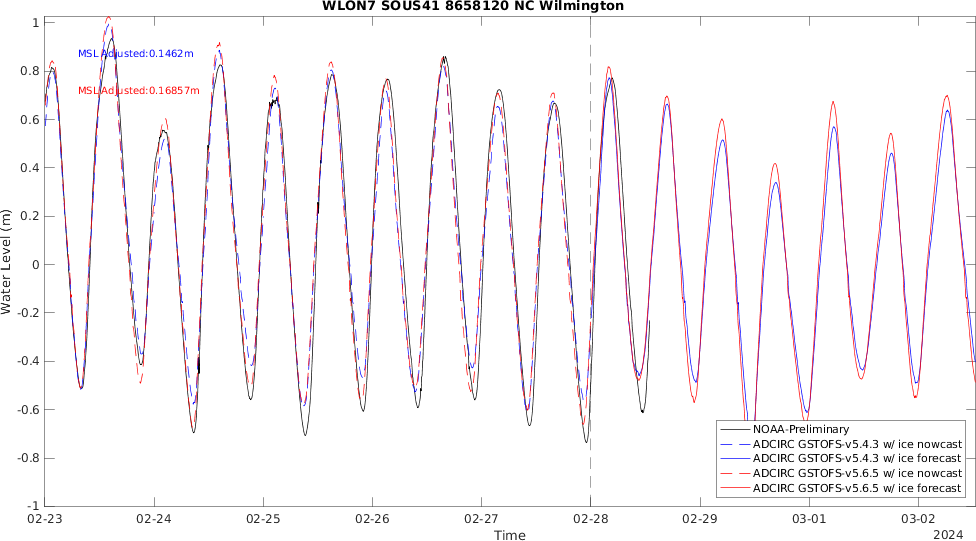 WLON7 SOUS41 8658120 NC Wilmington
MSL Adjusted:0.1462m
MSL Adjusted:0.16857m
Water Level (m)
1
0.8
0.6
0.4
0.2
0
-0.2
-0.4
-0.6
-0.8
-1
NOAA-Preliminary
ADCIRC GSTOFS-v5.4.3 w/ ice nowcast
ADCIRC GSTOFS-v5.4.3 w/ ice forecast
ADCIRC GSTOFS-v5.6.5 w/ ice nowcast
ADCIRC GSTOFS-v5.6.5 w/ ice forecast
02-23 02-24 02-25 02-26 02-27 02-28 02-29 03-01 03-02
Time
2024